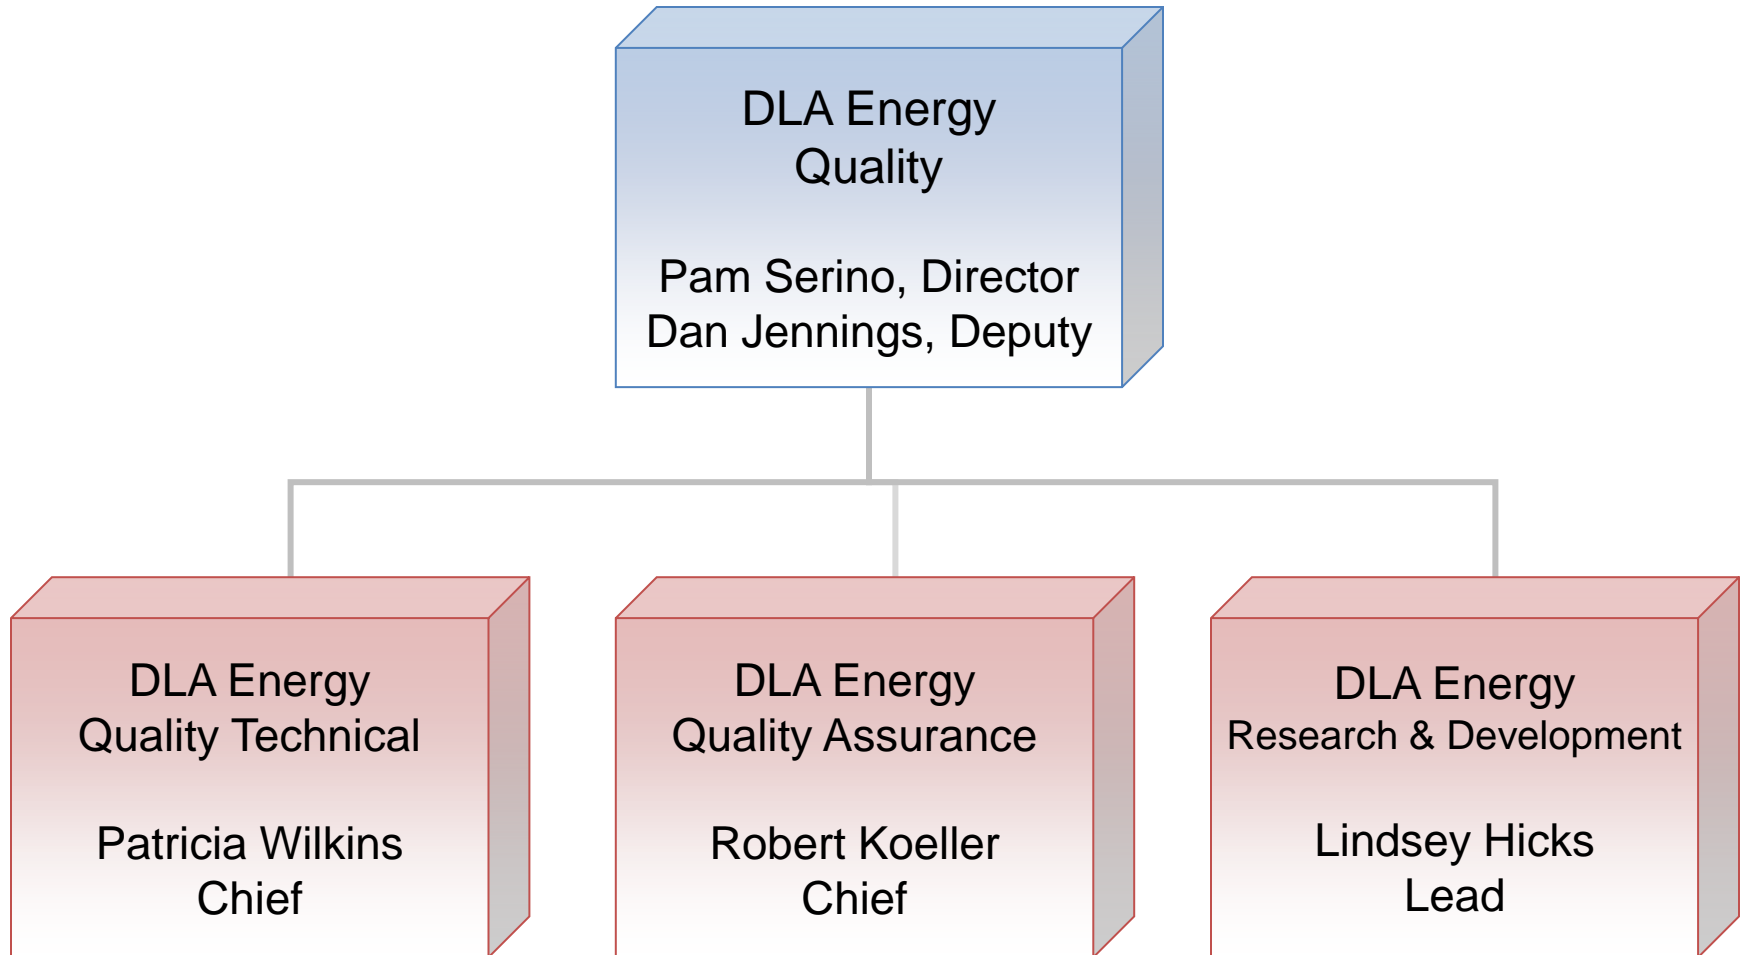 DLA Energy
Quality
Pam Serino, Director
Dan Jennings, Deputy
DLA Energy
Quality Technical
Patricia Wilkins
Chief
DLA Energy
Quality Assurance
Robert Koeller
Chief
DLA Energy
Research & Development
Lindsey Hicks
Lead